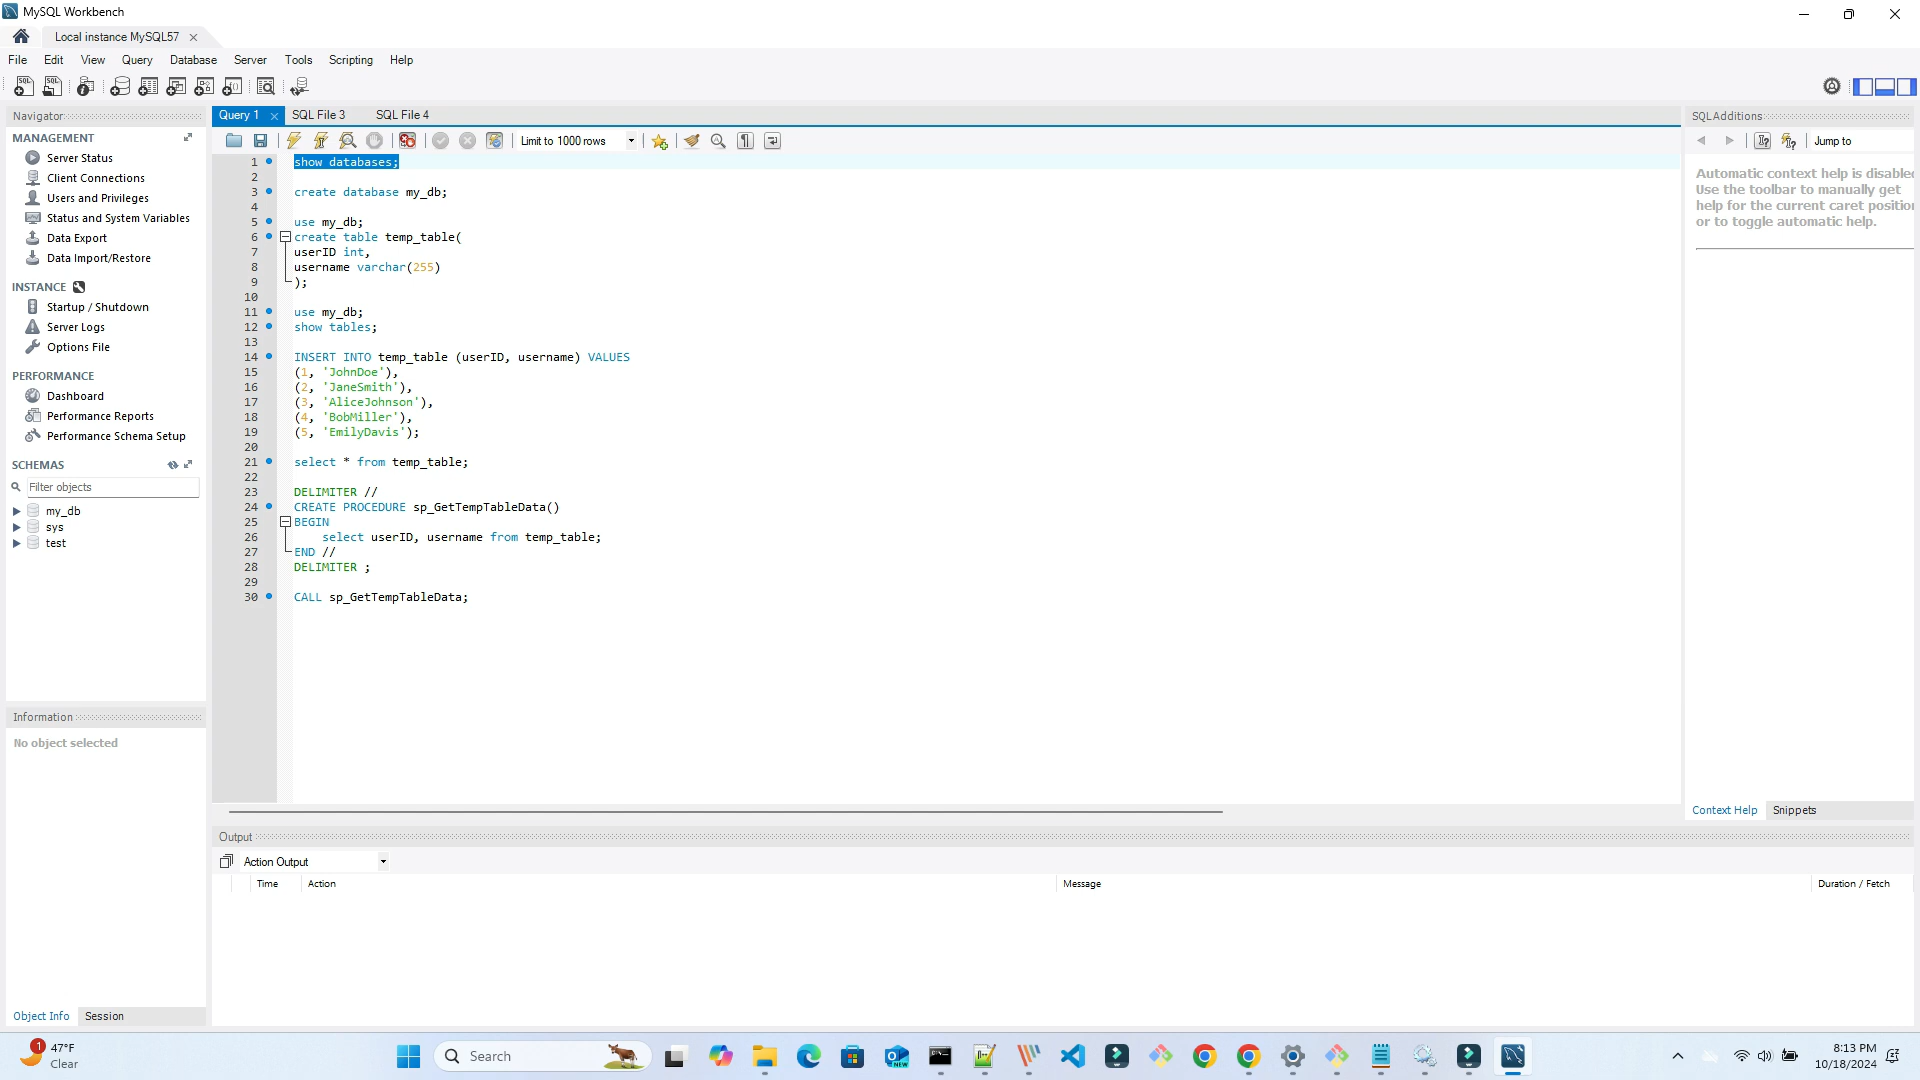 MySQL Workbench
Local instance MySQL57
File Edit View Query Database Server Tools Scripting Help
Navigator
MANAGEMENT
Server Status
Client Connections
Users and Privileges
Status and System Variables
Data Export
Data Import/Restore
INSTANCE
Startup / Shutdown
Server Logs
Options File
PERFORMANCE
Dashboard
Performance Reports
Performance Schema Setup
SCHEMAS
Filter objects
my_db
sys
test
Information
No object selected
Object Info Session
Query 1 SQL File 3 SQL File 4
Limit to 1000 rows
1 show databases;
2
3 create database my_db;
4
5 use my_db;
6 create table temp_table(
7 userID int,
8 username varchar(255)
9 );
10
11 use my_db;
12 show tables;
13
14 INSERT INTO temp_table (userID, username) VALUES
15 (1, 'JohnDoe'),
16 (2, 'JaneSmith'),
17 (3, 'AliceJohnson'),
18 (4, 'BobMiller'),
19 (5, 'EmilyDavis');
20
21 select * from temp_table;
22
23 DELIMITER //
24 CREATE PROCEDURE sp_GetTempTableData()
25 BEGIN
26 select userID, username from temp_table;
27 END //
28 DELIMITER ;
29
30 CALL sp_GetTempTableData;
SQLAdditions
Jump to
Automatic context help is disabled
Use the toolbar to manually get
help for the current caret position
or to toggle automatic help.
Context Help Snippets
Output
Action Output
Time Action Message Duration / Fetch
1
47°F
Clear
Search
NEW
8:13 PM
10/18/2024